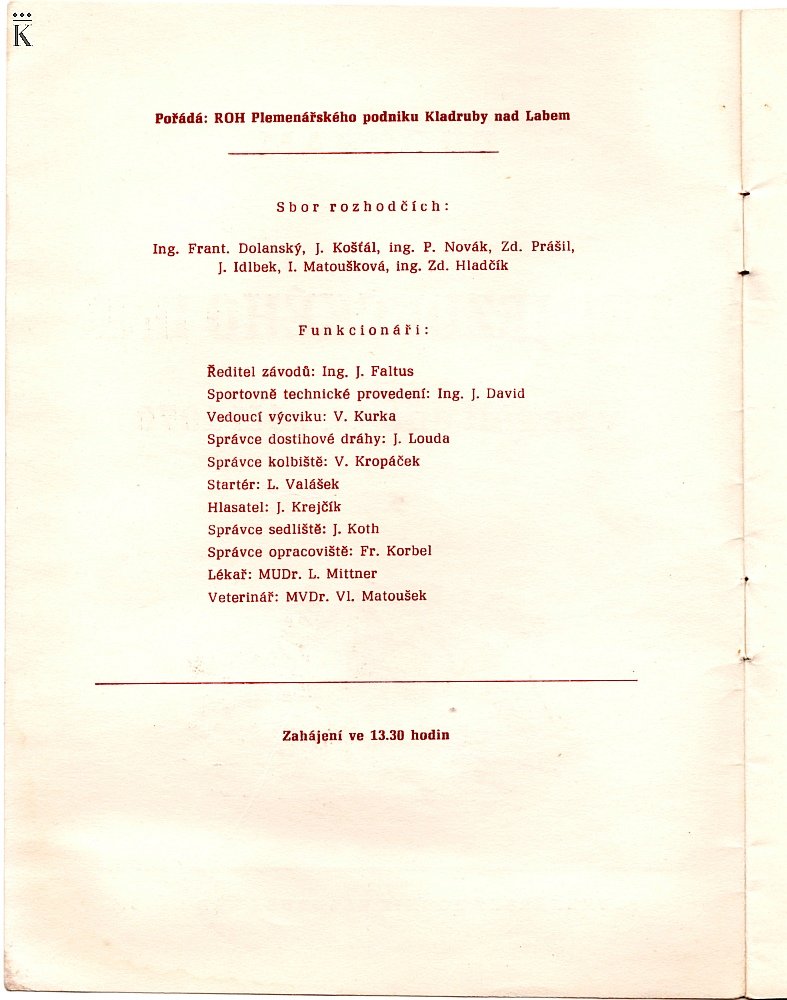 K
Pořádá: ROH Plemenářského podniku Kladruby nad Labem
Sbor rozhodčích:
Ing. Frant. Dolanský, J. Košťál, ing. P. Novák, Zd. Prášil,
J. Idlbek, I. Matoušková, ing. Zd. Hladčík
Funkcionáři:
Ředitel závodů: Ing. J. Faltus
Sportovně technické provedení: Ing. J. David
Vedoucí výcviku: V. Kurka
Správce dostihové dráhy: J. Louda
Správce kolbiště: V. Kropáček
Startér: L. Valášek
Hlasatel: J. Krejčík
Správce sedliště: J. Koth
Správce opracoviště: Fr. Korbel
Lékař: MUDr. L. Mittner
Veterinář: MVDr. Vl. Matoušek
Zahájení ve 13.30 hodin